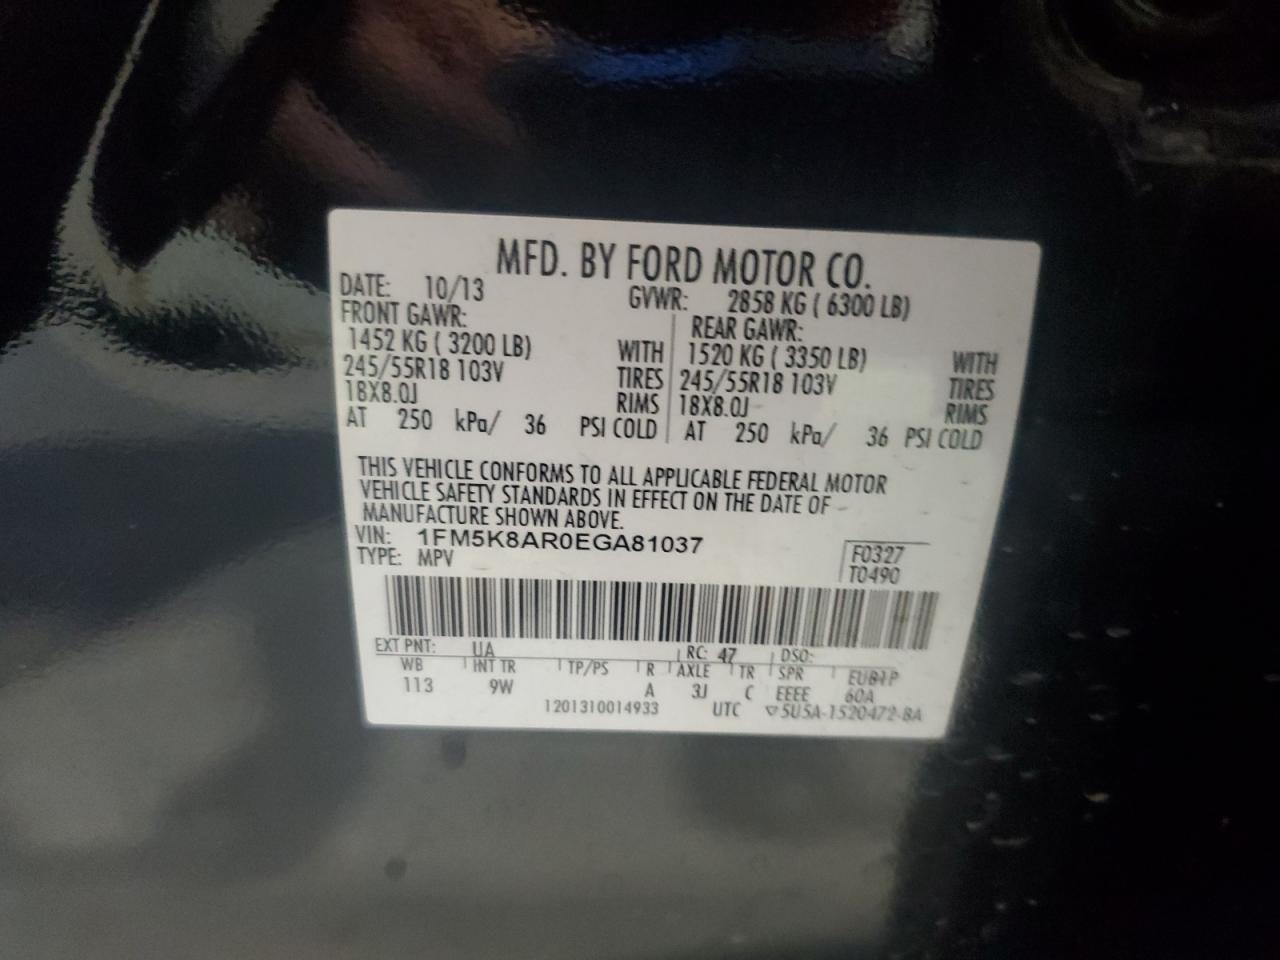 MFD. BY FORD MOTOR CO.
DATE: 10/13 GVWR: 2858 KG ( 6300 LB)
FRONT GAWR: REAR GAWR:
1452 KG ( 3200 LB) WITH 1520 KG ( 3350 LB) WITH
245/55R18 103V TIRES 245/55R18 103V TIRES
18X8.0J RIMS 18X8.0J RIMS
AT 250 kPa/ 36 PSI COLD AT 250 kPa/ 36 PSI COLD
THIS VEHICLE CONFORMS TO ALL APPLICABLE FEDERAL MOTOR
VEHICLE SAFETY STANDARDS IN EFFECT ON THE DATE OF
MANUFACTURE SHOWN ABOVE.
VIN: 1FM5K8AR0EGA81037 F0327
TYPE: MPV T0490
EXT PNT: UA RC: 47 DSO:
WB INT TR TP/PS R AXLE TR SPR
113 9W A 3J C EEEE 60A
1201310014933 UTC ▽5U5A-1520472-BA